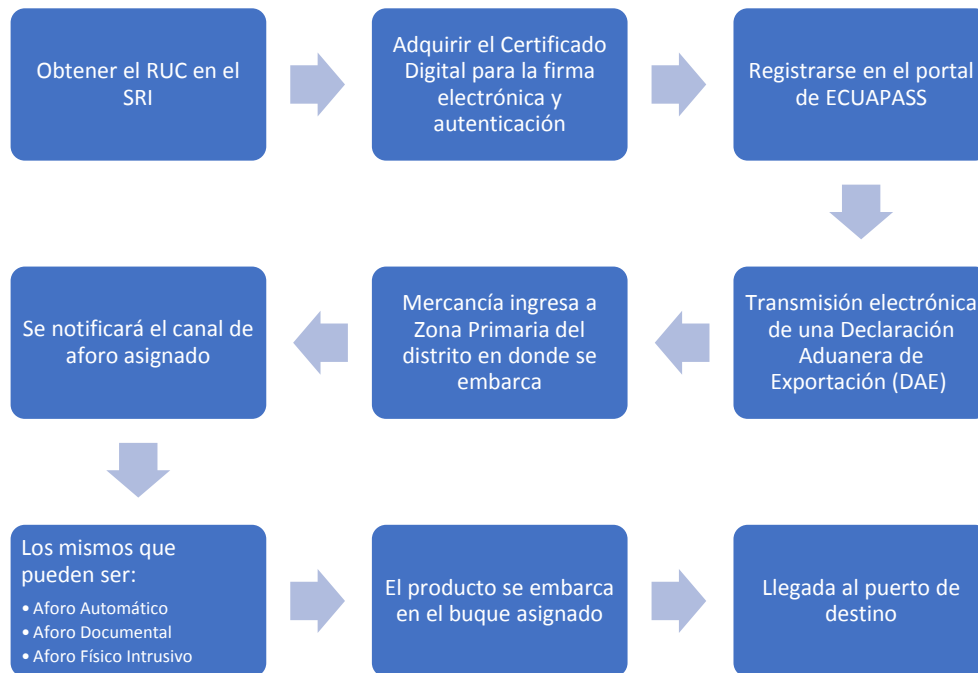 Obtener el RUC en el
SRI
Adquirir el Certificado
Digital para la firma
electrónica y
autenticación
Registrarse en el portal
de ECUAPASS
Transmisión electrónica
de una Declaración
Aduanera de
Exportación (DAE)
Mercancía ingresa a
Zona Primaria del
distrito en donde se
embarca
Se notificará el canal de
aforo asignado
Los mismos que
pueden ser:
• Aforo Automático
• Aforo Documental
• Aforo Físico Intrusivo
El producto se embarca
en el buque asignado
Llegada al puerto de
destino